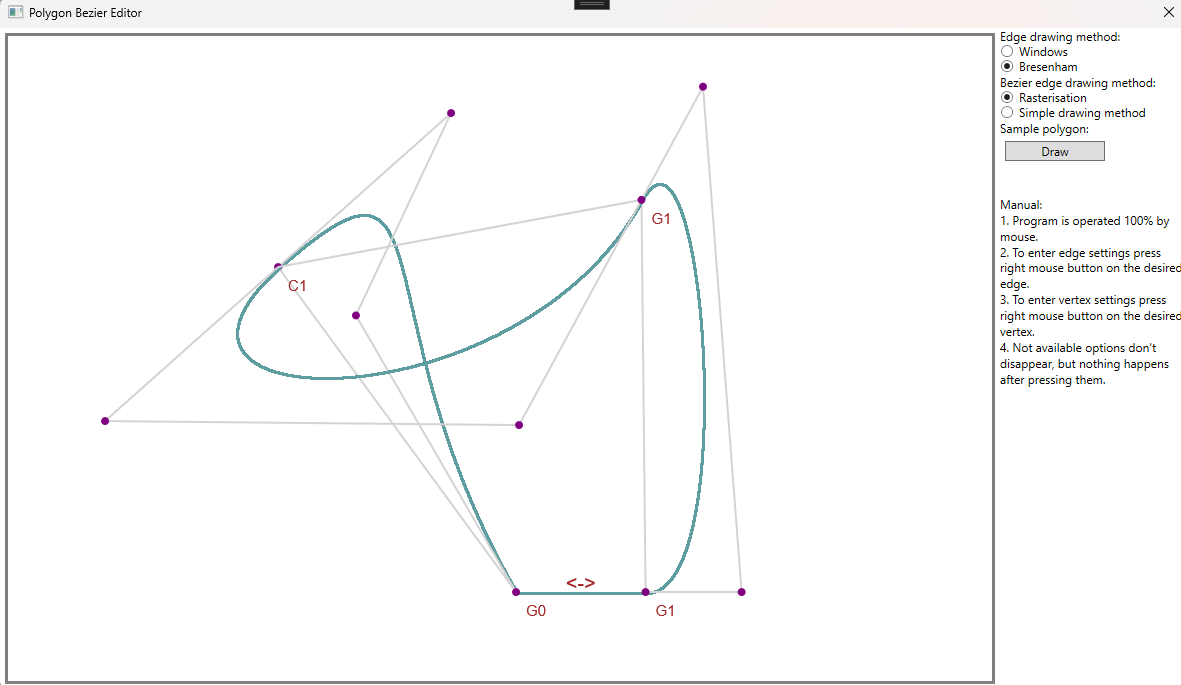 Polygon Bezier Editor
Edge drawing method:
Windows
Bresenham
Bezier edge drawing method:
Rasterisation
Simple drawing method
Sample polygon:
Draw
Manual:
1. Program is operated 100% by
mouse.
2. To enter edge settings press
right mouse button on the desired
edge.
3. To enter vertex settings press
right mouse button on the desired
vertex.
4. Not available options don't
disappear, but nothing happens
after pressing them.
G1
C1
<->
G0
G1